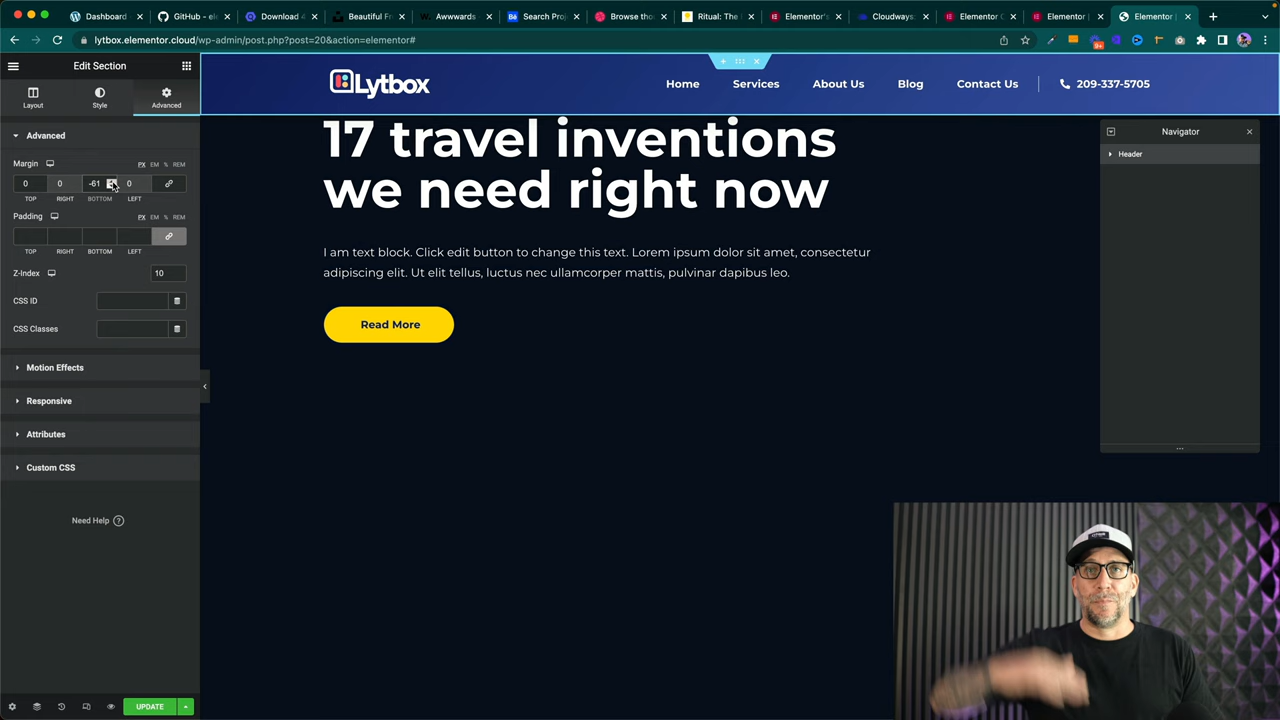 Dashboard
GitHub - ele
Download 4
Beautiful Fr
Awwwards
Search Proj
Browse thou
Ritual: The
Elementor's
Cloudways
Elementor
Elementor
Elementor
lytbox.elementor.cloud/wp-admin/post.php?post=20&action=elementor#
9+
Edit Section
Layout
Style
Advanced
Advanced
Margin
PX EM % REM
0 0 -61 0
TOP RIGHT BOTTOM LEFT
Padding
PX EM % REM
TOP RIGHT BOTTOM LEFT
Z-Index
10
CSS ID
CSS Classes
Motion Effects
Responsive
Attributes
Custom CSS
Need Help ?
UPDATE
Lytbox
Home
Services
About Us
Blog
Contact Us
209-337-5705
17 travel inventions
we need right now
I am text block. Click edit button to change this text. Lorem ipsum dolor sit amet, consectetur
adipiscing elit. Ut elit tellus, luctus nec ullamcorper mattis, pulvinar dapibus leo.
Read More
Navigator
Header